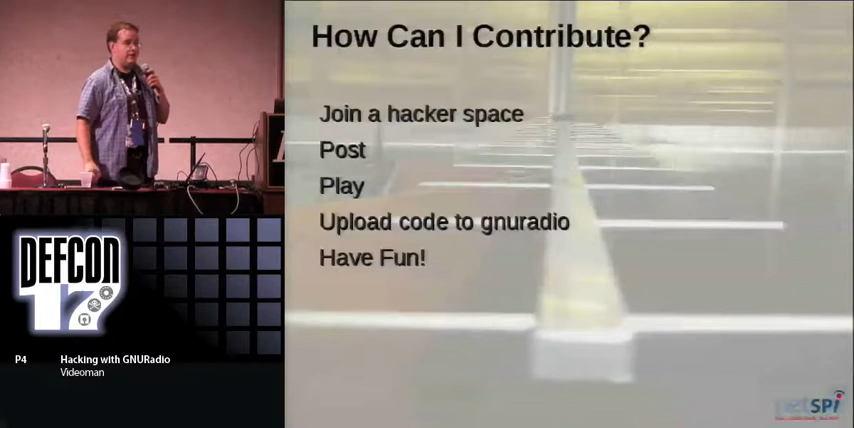 How Can I Contribute?
Join a hacker space
Post
Play
Upload code to gnuradio
Have Fun!
DEFCON
17
P4 Hacking with GNURadio
Videoman
netSPi